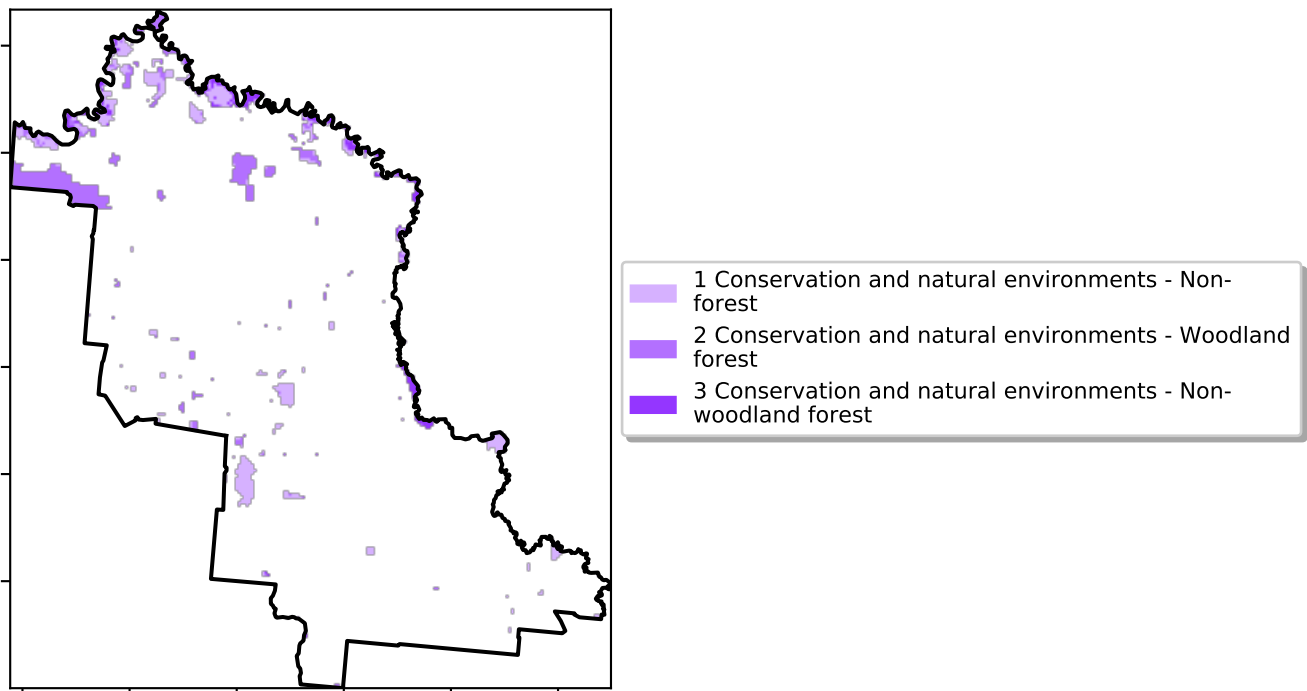 1 Conservation and natural environments - Non-
forest
2 Conservation and natural environments - Woodland
forest
3 Conservation and natural environments - Non-
woodland forest